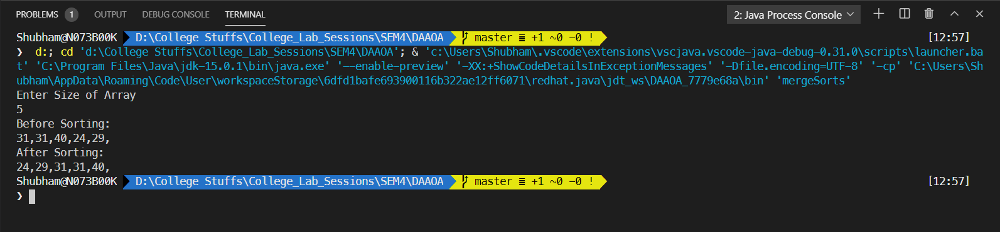 PROBLEMS 1 OUTPUT DEBUG CONSOLE TERMINAL 2: Java Process Console
Shubham@N073B00K D:\College Stuffs\College_Lab_Sessions\SEM4\DAAOA master ≣ +1 ~0 -0 ! [12:57]
❯ d:; cd 'd:\College Stuffs\College_Lab_Sessions\SEM4\DAAOA'; & 'c:\Users\Shubham\.vscode\extensions\vscjava.vscode-java-debug-0.31.0\scripts\launcher.ba
t' 'C:\Program Files\Java\jdk-15.0.1\bin\java.exe' '--enable-preview' '-XX:+ShowCodeDetailsInExceptionMessages' '-Dfile.encoding=UTF-8' '-cp' 'C:\Users\Sh
ubham\AppData\Roaming\Code\User\workspaceStorage\6dfd1bafe693900116b322ae12ff6071\redhat.java\jdt_ws\DAAOA_7779e68a\bin' 'mergeSorts'
Enter Size of Array
5
Before Sorting:
31,31,40,24,29,
After Sorting:
24,29,31,31,40,
Shubham@N073B00K D:\College Stuffs\College_Lab_Sessions\SEM4\DAAOA master ≣ +1 ~0 -0 ! [12:57]
❯